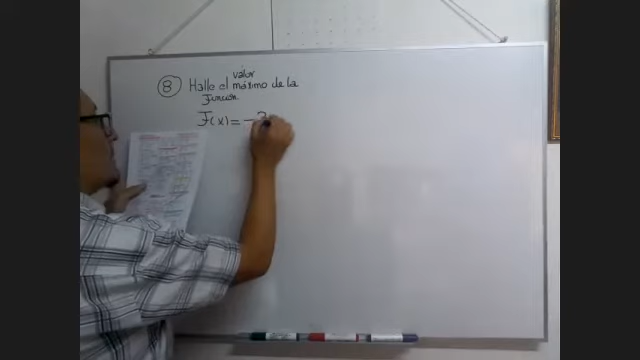 8 Halle el valor máximo de la
Función.
F(x) = -2